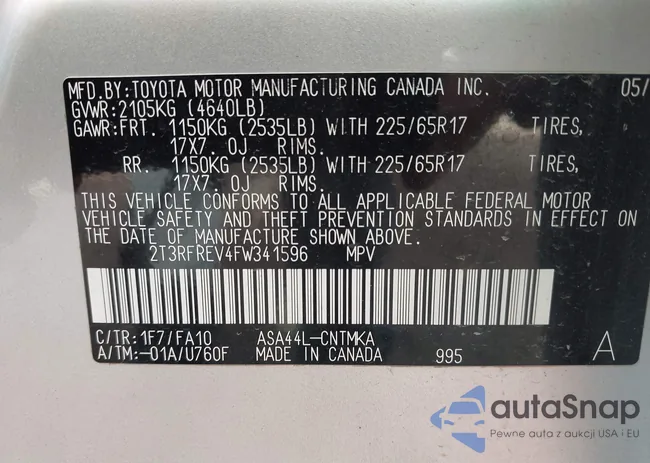 MFD.BY:TOYOTA MOTOR MANUFACTURING CANADA INC. 05/
GVWR:2105KG (4640LB)
GAWR:FRT. 1150KG (2535LB) WITH 225/65R17 TIRES,
17X7.0J RIMS.
RR. 1150KG (2535LB) WITH 225/65R17 TIRES,
17X7.0J RIMS.
THIS VEHICLE CONFORMS TO ALL APPLICABLE FEDERAL MOTOR
VEHICLE SAFETY AND THEFT PREVENTION STANDARDS IN EFFECT ON
THE DATE OF MANUFACTURE SHOWN ABOVE.
2T3RFREV4FW341596 MPV
C/TR:1F7/FA10 ASA44L-CNTMKA
A/TM:-01A/U760F MADE IN CANADA 995 A
autaSnap
Pewne auta z aukcji USA i EU